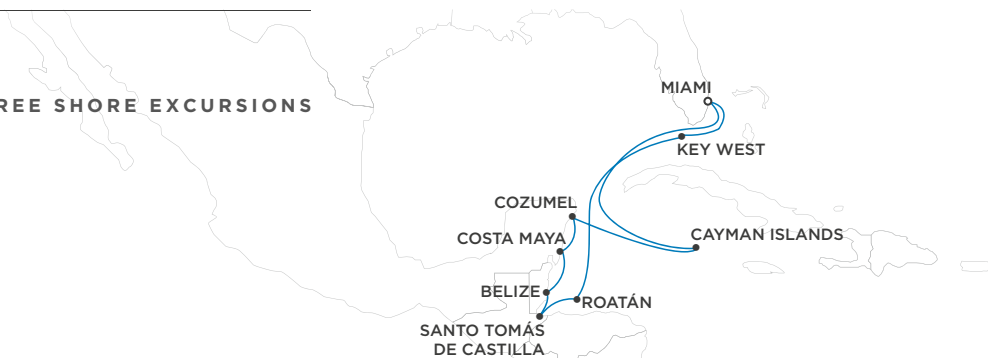 REE SHORE EXCURSIONS
MIAMI
KEY WEST
COZUMEL
COSTA MAYA
CAYMAN ISLANDS
BELIZE
ROATÁN
SANTO TOMÁS
DE CASTILLA